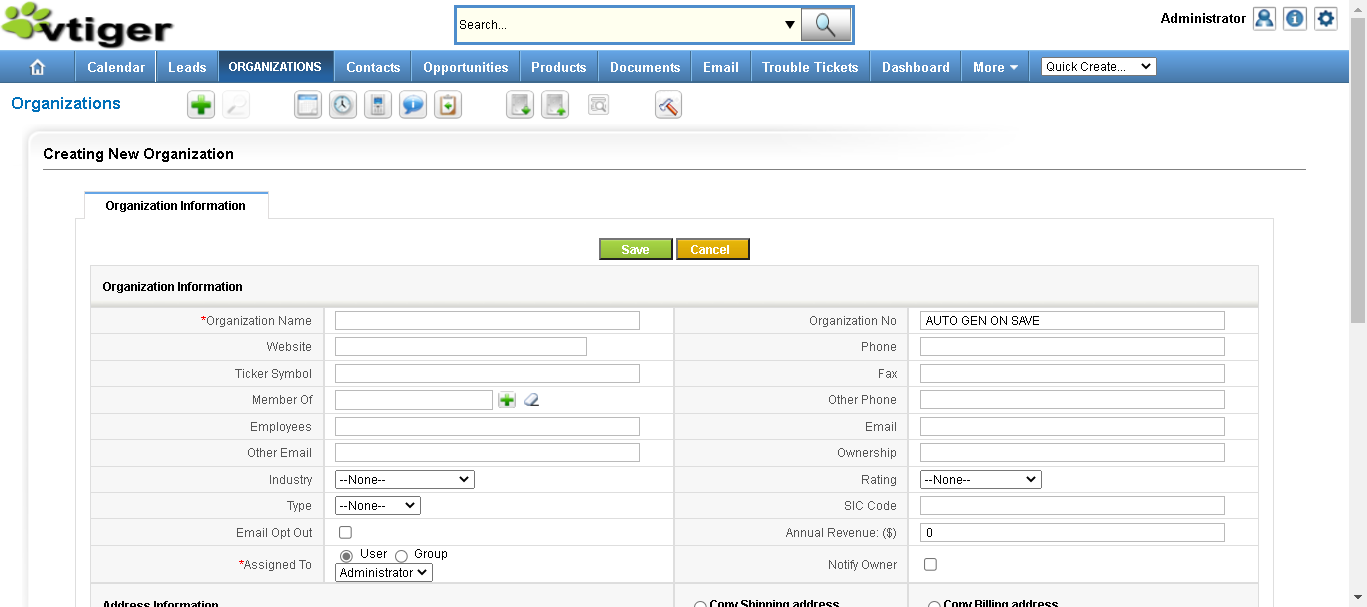 vtiger
Search...
Administrator
Calendar Leads ORGANIZATIONS Contacts Opportunities Products Documents Email Trouble Tickets Dashboard More Quick Create...
Organizations
Creating New Organization
Organization Information
Save Cancel
Organization Information
*Organization Name Organization No AUTO GEN ON SAVE
Website Phone
Ticker Symbol Fax
Member Of Other Phone
Employees Email
Other Email Ownership
Industry --None-- Rating --None--
Type --None-- SIC Code
Email Opt Out Annual Revenue: ($) 0
*Assigned To User Group Notify Owner
Administrator
Address Information Copy Shipping address Copy Billing address